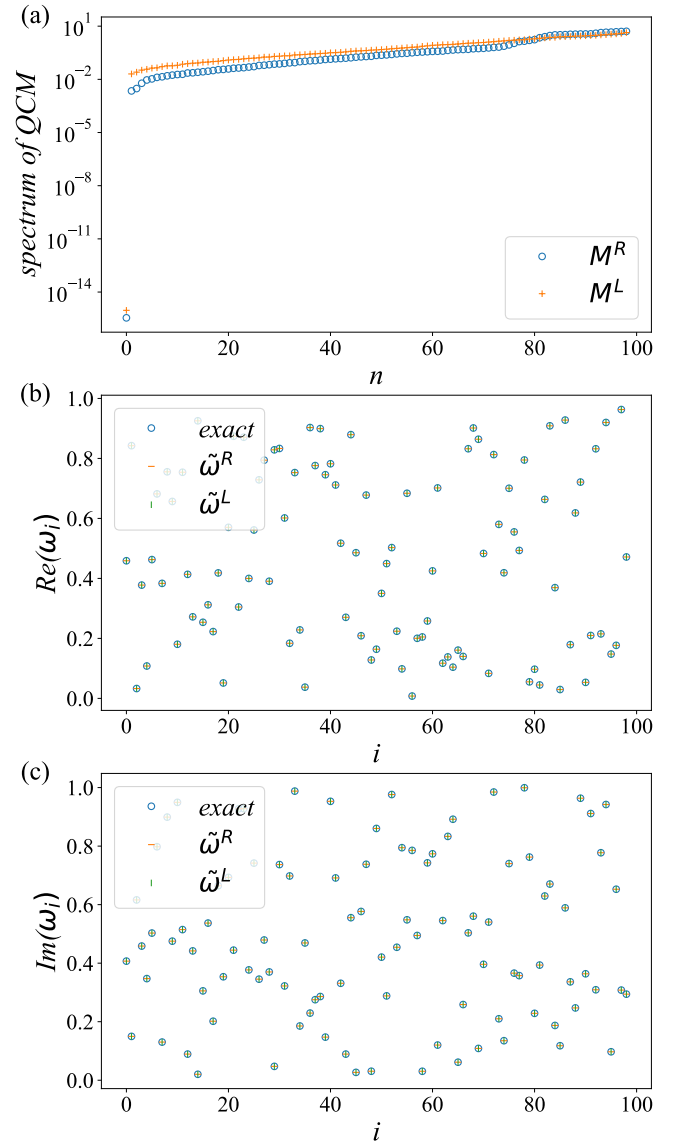 (a)
spectrum of QCM
10^1
10^-2
10^-5
10^-8
10^-11
10^-14
M^R
M^L
0 20 40 60 80 100
n
(b)
Re(ω_i)
1.0
0.8
0.6
0.4
0.2
0.0
exact
ω̃^R
ω̃^L
0 20 40 60 80 100
i
(c)
Im(ω_i)
1.0
0.8
0.6
0.4
0.2
0.0
exact
ω̃^R
ω̃^L
0 20 40 60 80 100
i